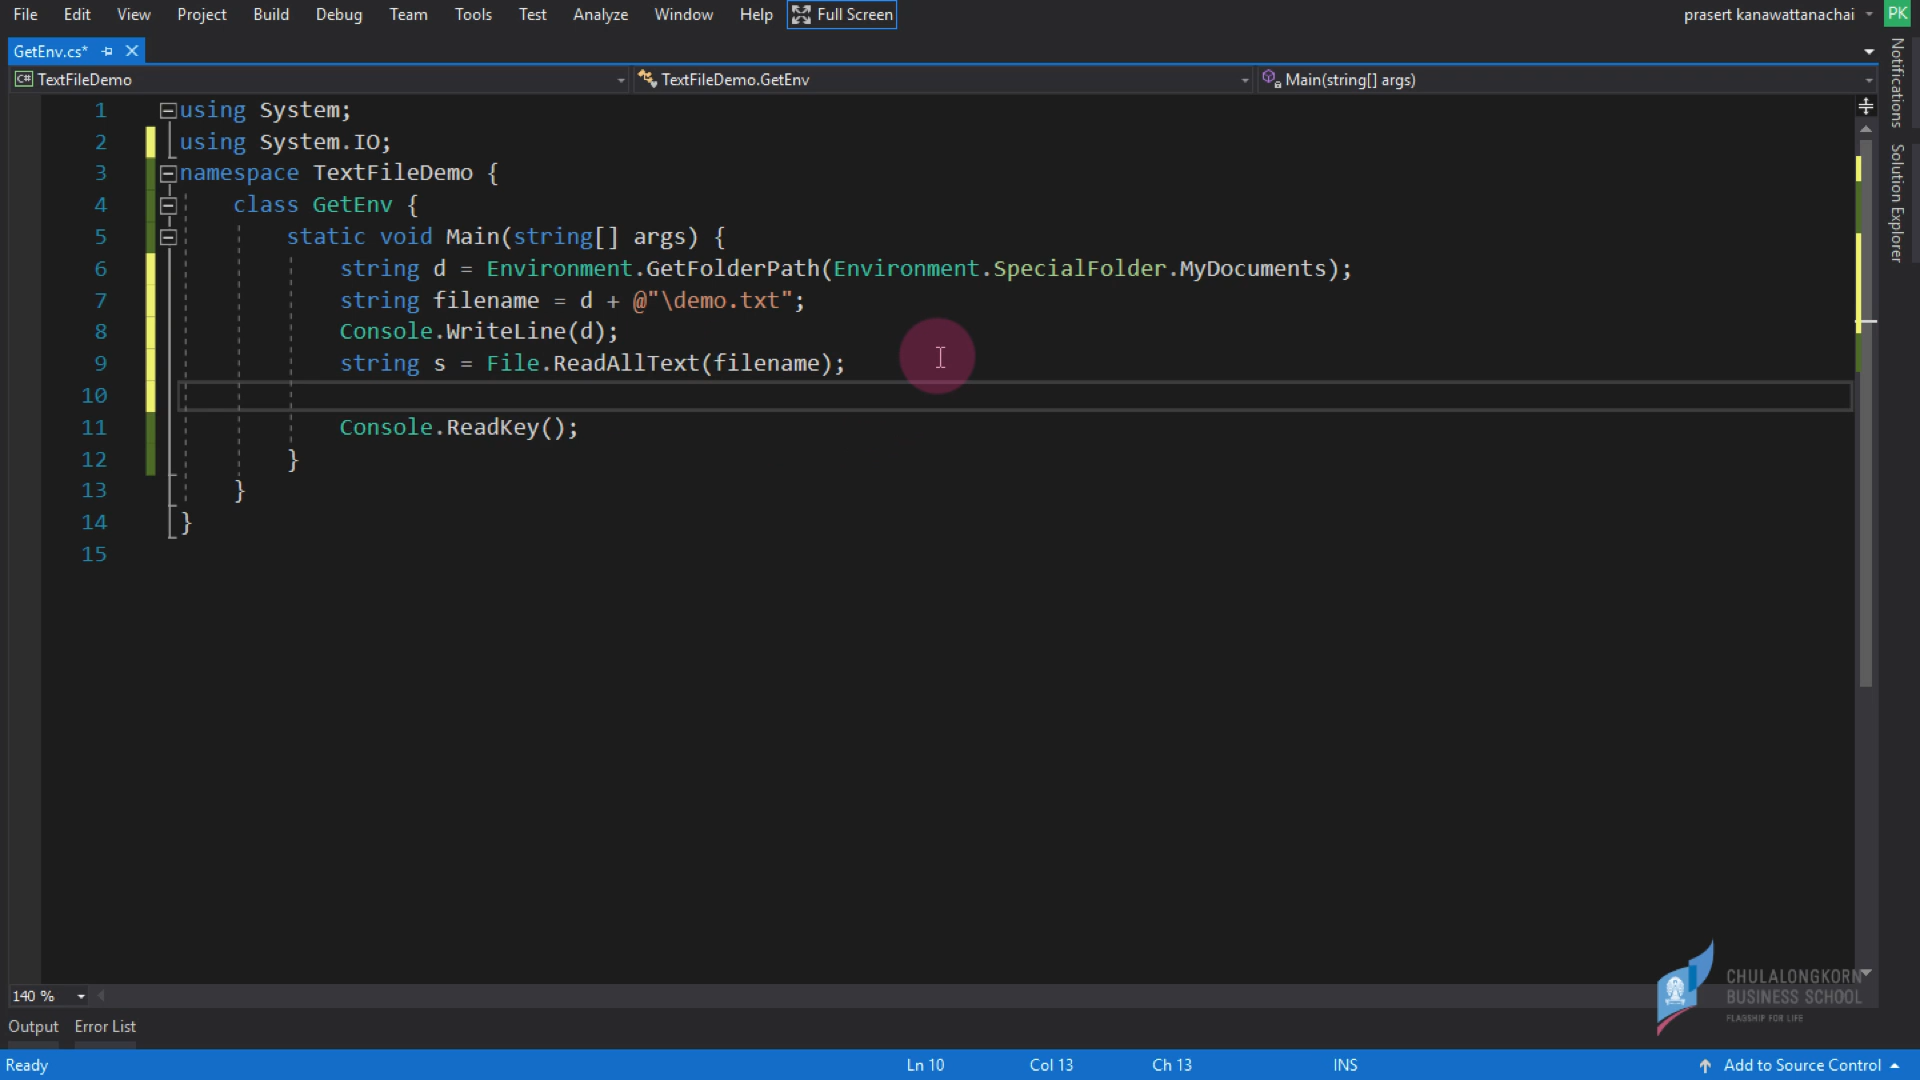 File Edit View Project Build Debug Team Tools Test Analyze Window Help Full Screen prasert kanawattanachai PK
GetEnv.cs*
C# TextFileDemo TextFileDemo.GetEnv Main(string[] args)
1 using System;
2 using System.IO;
3 namespace TextFileDemo {
4 class GetEnv {
5 static void Main(string[] args) {
6 string d = Environment.GetFolderPath(Environment.SpecialFolder.MyDocuments);
7 string filename = d + @"\demo.txt";
8 Console.WriteLine(d);
9 string s = File.ReadAllText(filename);
10
11 Console.ReadKey();
12 }
13 }
14 }
15
Notifications
Solution Explorer
CHULALONGKORN
BUSINESS SCHOOL
FLAGSHIP FOR LIFE
140 %
Output Error List
Ready Ln 10 Col 13 Ch 13 INS Add to Source Control